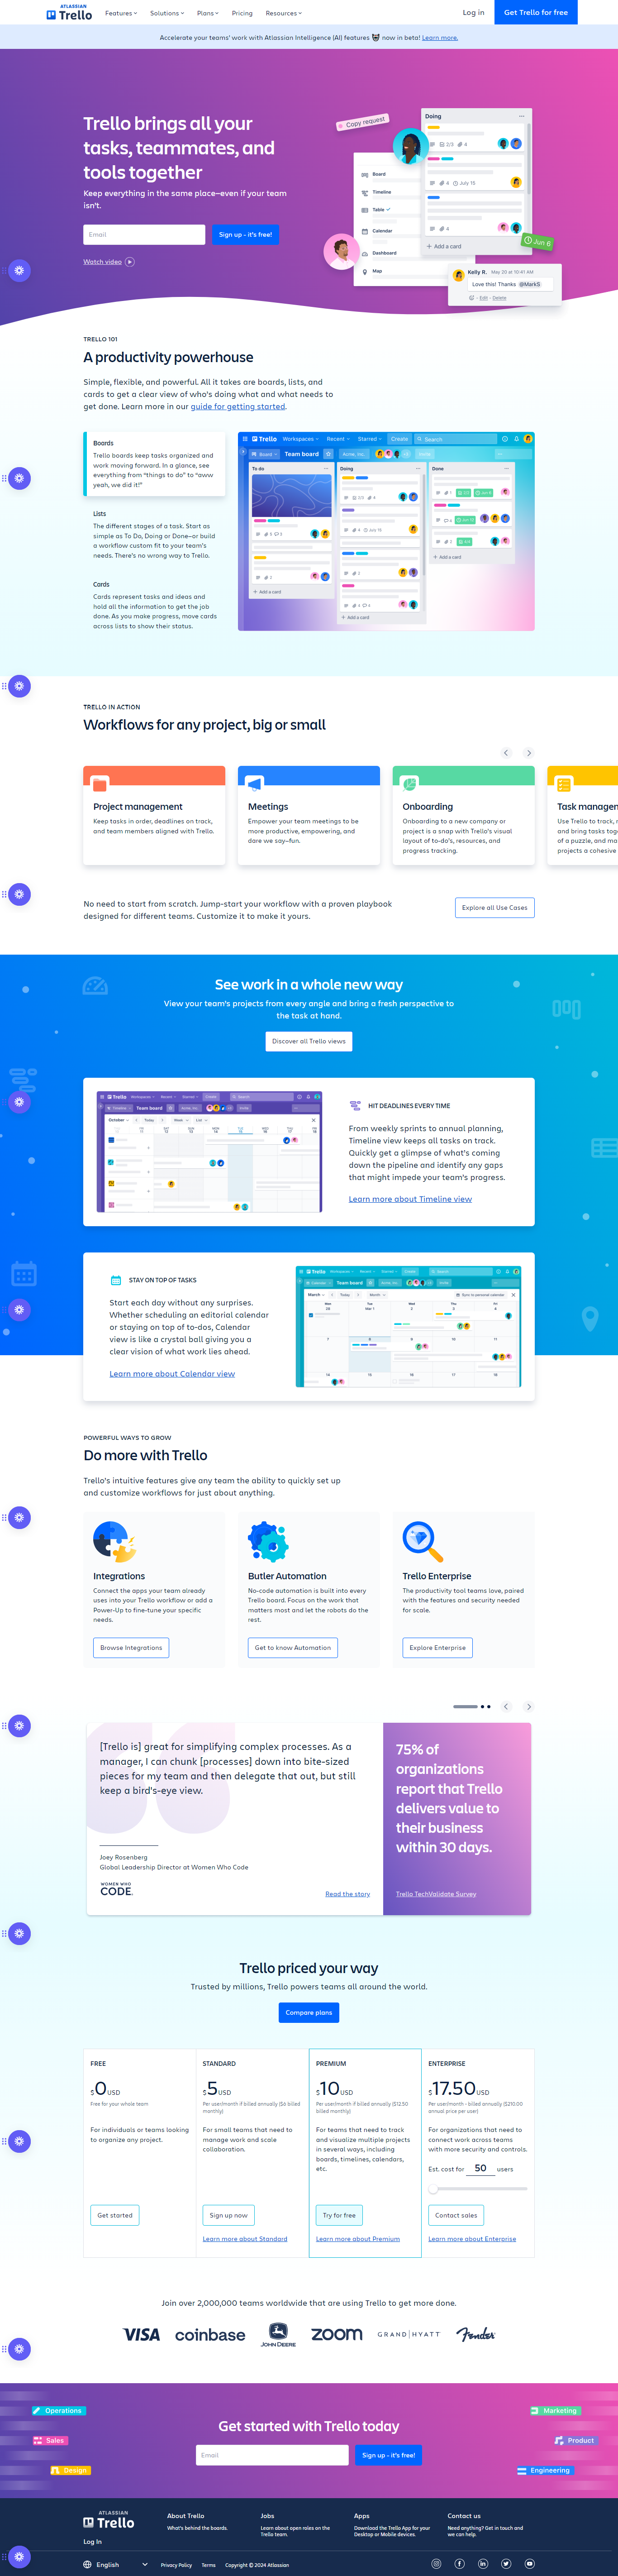 ATLASSIAN
Trello
Features
Solutions
Plans
Pricing
Resources
Log in
Get Trello for free
Accelerate your teams' work with Atlassian Intelligence (AI) features now in beta! Learn more.
Trello brings all your
tasks, teammates, and
tools together
Keep everything in the same place—even if your team
isn't.
Email
Sign up - it's free!
Watch video
Copy request
Board
Timeline
Table
Calendar
Dashboard
Map
Doing
2/3
4
4
July 15
4
+ Add a card
Jun 6
Kelly R.
May 20 at 10:41 AM
Love this! Thanks @MarkS
Edit - Delete
TRELLO 101
A productivity powerhouse
Simple, flexible, and powerful. All it takes are boards, lists, and
cards to get a clear view of who's doing what and what needs to
get done. Learn more in our guide for getting started.
Boards
Trello boards keep tasks organized and
work moving forward. In a glance, see
everything from "things to do" to "aww
yeah, we did it!"
Lists
The different stages of a task. Start as
simple as To Do, Doing or Done—or build
a workflow custom fit to your team's
needs. There's no wrong way to Trello.
Cards
Cards represent tasks and ideas and
hold all the information to get the job
done. As you make progress, move cards
across lists to show their status.
Trello
Workspaces
Recent
Starred
Create
Search
Board
Team board
Acme, Inc.
Invite
To do
Doing
Done
+ Add a card
+ Add a card
+ Add a card
TRELLO IN ACTION
Workflows for any project, big or small
Project management
Keep tasks in order, deadlines on track,
and team members aligned with Trello.
Meetings
Empower your team meetings to be
more productive, empowering, and
dare we say—fun.
Onboarding
Onboarding to a new company or
project is a snap with Trello's visual
layout of to-do's, resources, and
progress tracking.
Task managem
Use Trello to track, r
and bring tasks toge
of a puzzle, and ma
projects a cohesive
No need to start from scratch. Jump-start your workflow with a proven playbook
designed for different teams. Customize it to make it yours.
Explore all Use Cases
See work in a whole new way
View your team's projects from every angle and bring a fresh perspective to
the task at hand.
Discover all Trello views
Trello
Team board
October
HIT DEADLINES EVERY TIME
From weekly sprints to annual planning,
Timeline view keeps all tasks on track.
Quickly get a glimpse of what's coming
down the pipeline and identify any gaps
that might impede your team's progress.
Learn more about Timeline view
STAY ON TOP OF TASKS
Start each day without any surprises.
Whether scheduling an editorial calendar
or staying on top of to-dos, Calendar
view is like a crystal ball giving you a
clear vision of what work lies ahead.
Learn more about Calendar view
Trello
Team board
March
Sync to personal calendar
POWERFUL WAYS TO GROW
Do more with Trello
Trello's intuitive features give any team the ability to quickly set up
and customize workflows for just about anything.
Integrations
Connect the apps your team already
uses into your Trello workflow or add a
Power-Up to fine-tune your specific
needs.
Browse Integrations
Butler Automation
No-code automation is built into every
Trello board. Focus on the work that
matters most and let the robots do the
rest.
Get to know Automation
Trello Enterprise
The productivity tool teams love, paired
with the features and security needed
for scale.
Explore Enterprise
[Trello is] great for simplifying complex processes. As a
manager, I can chunk [processes] down into bite-sized
pieces for my team and then delegate that out, but still
keep a bird's-eye view.
Joey Rosenberg
Global Leadership Director at Women Who Code
WOMEN WHO
CODE
Read the story
75% of
organizations
report that Trello
delivers value to
their business
within 30 days.
Trello TechValidate Survey
Trello priced your way
Trusted by millions, Trello powers teams all around the world.
Compare plans
FREE
$0USD
Free for your whole team
For individuals or teams looking
to organize any project.
Get started
STANDARD
$5USD
Per user/month if billed annually ($6 billed
monthly)
For small teams that need to
manage work and scale
collaboration.
Sign up now
Learn more about Standard
PREMIUM
$10USD
Per user/month if billed annually ($12.50
billed monthly)
For teams that need to track
and visualize multiple projects
in several ways, including
boards, timelines, calendars,
etc.
Try for free
Learn more about Premium
ENTERPRISE
$17.50USD
Per user/month - billed annually ($210.00
annual price per user)
For organizations that need to
connect work across teams
with more security and controls.
Est. cost for 50 users
Contact sales
Learn more about Enterprise
Join over 2,000,000 teams worldwide that are using Trello to get more done.
VISA
coinbase
JOHN DEERE
zoom
GRAND HYATT
Fender
Operations
Sales
Design
Get started with Trello today
Email
Sign up - it's free!
Marketing
Product
Engineering
ATLASSIAN
Trello
Log In
About Trello
What's behind the boards.
Jobs
Learn about open roles on the
Trello team.
Apps
Download the Trello App for your
Desktop or Mobile devices.
Contact us
Need anything? Get in touch and
we can help.
English
Privacy Policy
Terms
Copyright © 2024 Atlassian